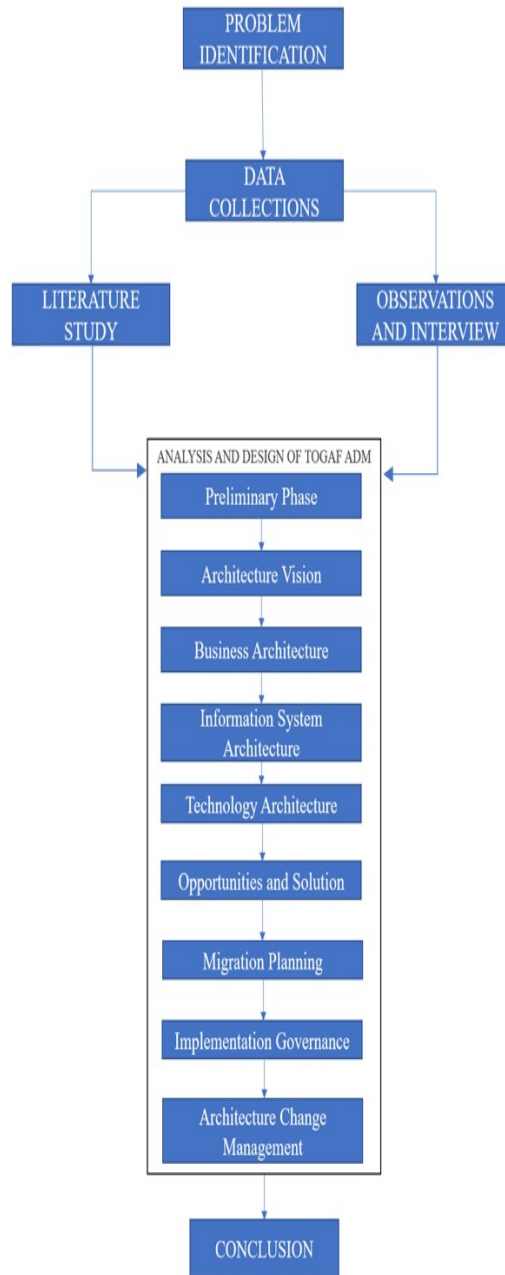 PROBLEM
IDENTIFICATION
DATA
COLLECTIONS
LITERATURE
STUDY
OBSERVATIONS
AND INTERVIEW
ANALYSIS AND DESIGN OF TOGAF ADM
Preliminary Phase
Architecture Vision
Business Architecture
Information System
Architecture
Technology Architecture
Opportunities and Solution
Migration Planning
Implementation Governance
Architecture Change
Management
CONCLUSION